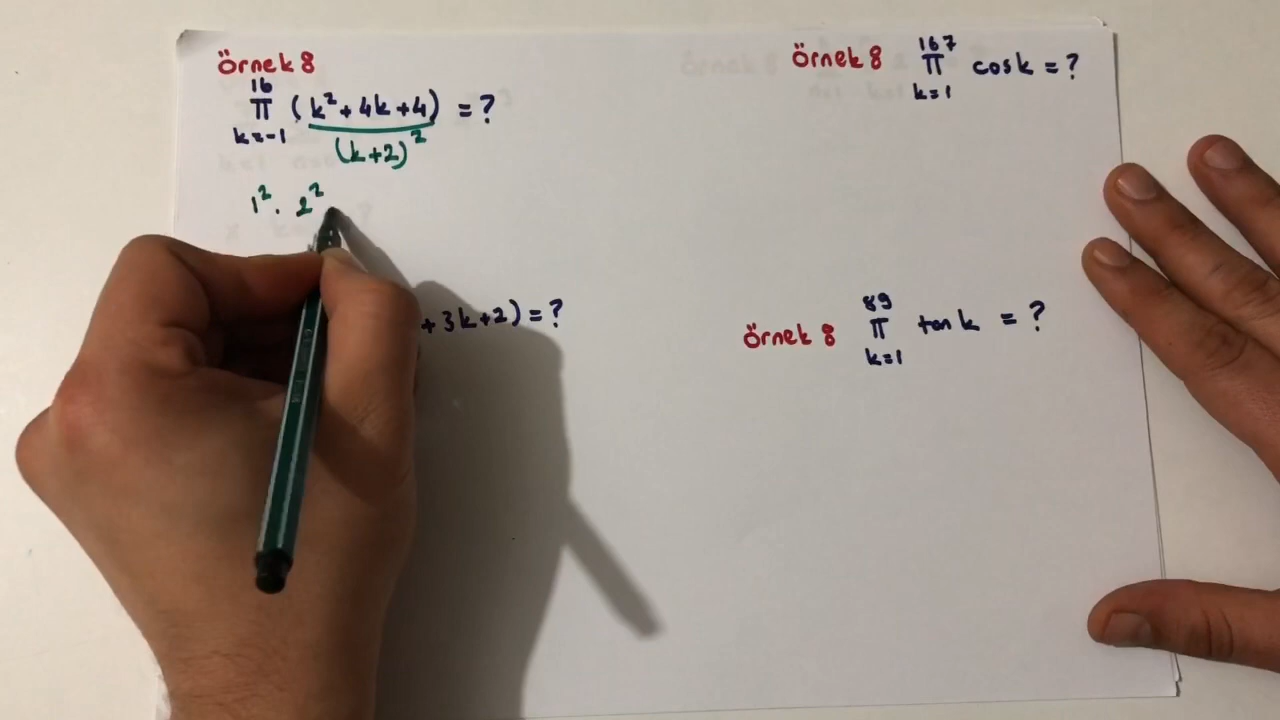 Örnek 8
16
π (k²+4k+4) = ?
k=-1
(k+2)²
1² . 2²
+3k+2) = ?
Örnek 8
167
π cosk = ?
k=1
Örnek 8
89
π tan k = ?
k=1